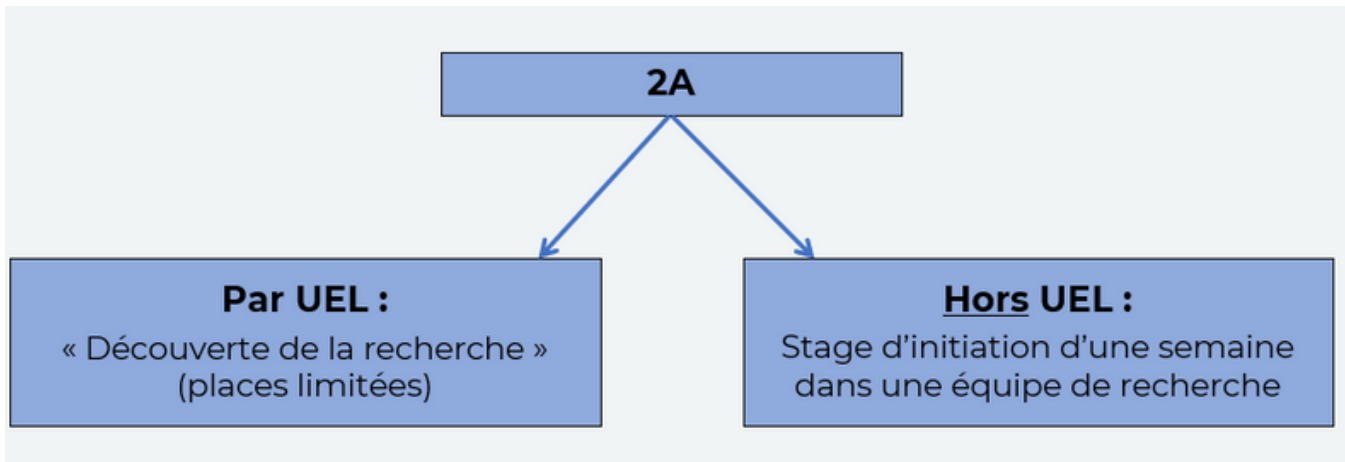 2A
Par UEL :
« Découverte de la recherche »
(places limitées)
Hors UEL :
Stage d’initiation d’une semaine
dans une équipe de recherche